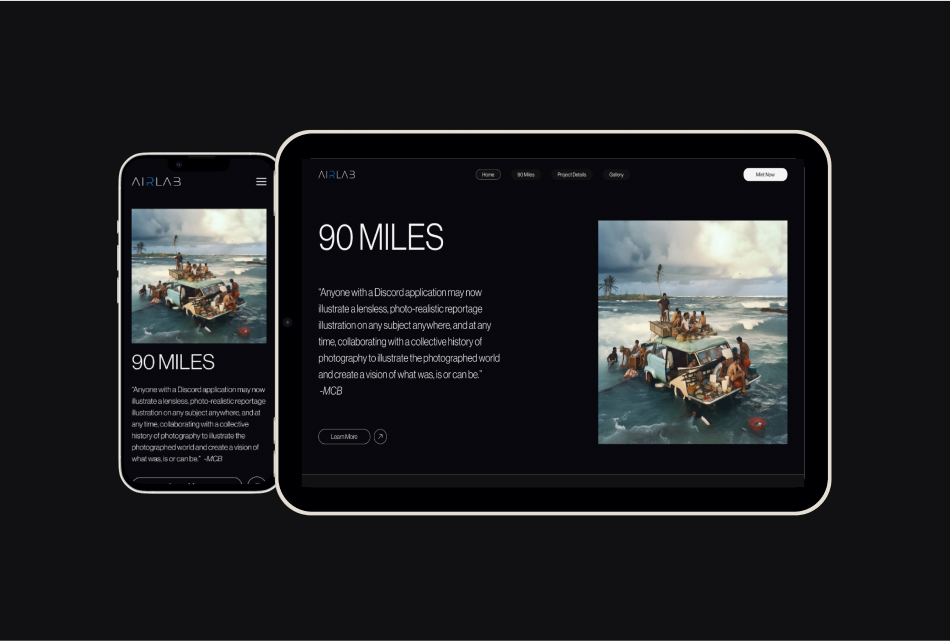 AIRLAB
90 MILES
"Anyone with a Discord application may now
illustrate a lensless, photo-realistic reportage
illustration on any subject anywhere, and at
any time, collaborating with a collective
history of photography to illustrate the
photographed world and create a vision of
what was, is or can be." -MCB
AIRLAB
Home
90 Miles
Project Details
Gallery
Mint Now
90 MILES
"Anyone with a Discord application may now
illustrate a lensless, photo-realistic reportage
illustration on any subject anywhere, and at any
time, collaborating with a collective history of
photography to illustrate the photographed world
and create a vision of what was, is or can be."
-MCB
Learn More